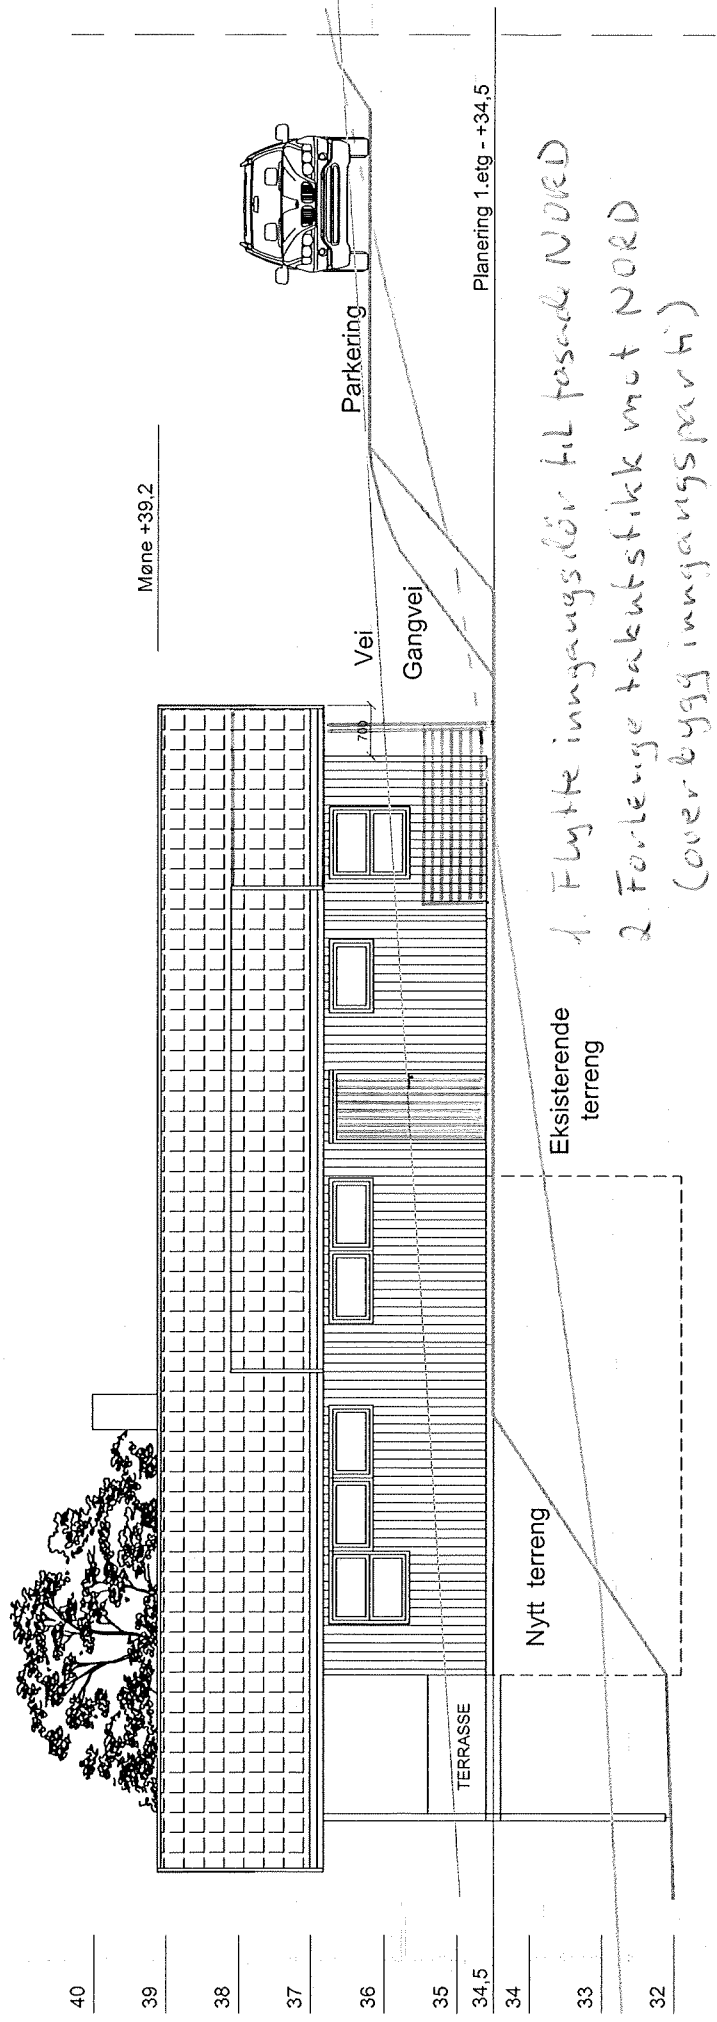 Møne +39,2
Parkering
Vei
Gangvei
700
Planering 1.etg - +34,5
TERRASSE
Nytt terreng
Eksisterende
terreng
40
39
38
37
36
35
34,5
34
33
32
1. Flytte inngangsdör til fasade NORD
2. Forlenge takutstikk mot NORD
(overbygg inngangsparti)